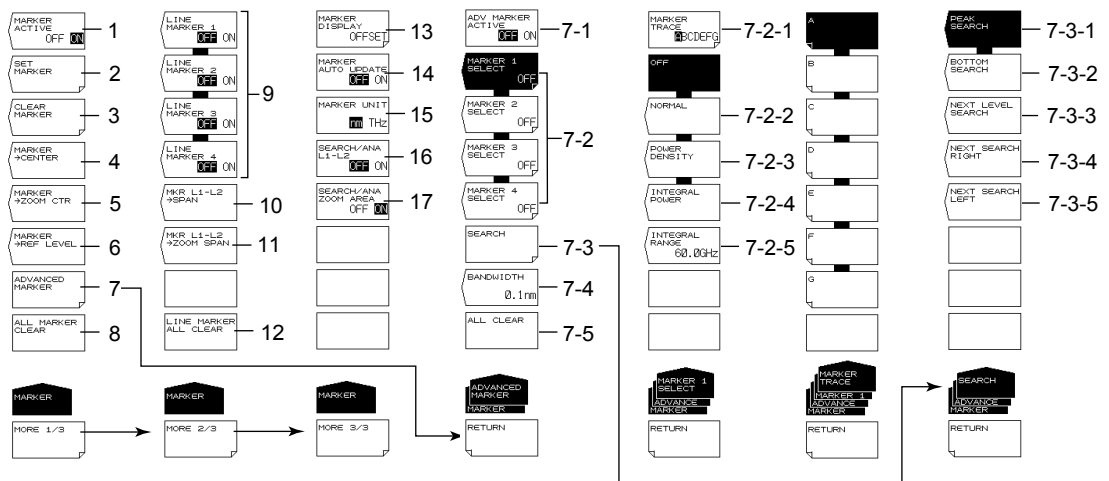 MARKER
ACTIVE
OFF ON
1
SET
MARKER
2
CLEAR
MARKER
3
MARKER
→CENTER
4
MARKER
→ZOOM CTR
5
MARKER
→REF LEVEL
6
ADVANCED
MARKER
7
ALL MARKER
CLEAR
8
MARKER
MORE 1/3
LINE
MARKER 1
OFF ON
LINE
MARKER 2
OFF ON
LINE
MARKER 3
OFF ON
LINE
MARKER 4
OFF ON
9
MKR L1-L2
→SPAN
10
MKR L1-L2
→ZOOM SPAN
11
LINE MARKER
ALL CLEAR
12
MARKER
MORE 2/3
MARKER
DISPLAY
OFFSET
13
MARKER
AUTO UPDATE
OFF ON
14
MARKER UNIT
nm THz
15
SEARCH/ANA
L1-L2
OFF ON
16
SEARCH/ANA
ZOOM AREA
OFF ON
17
MARKER
MORE 3/3
ADV MARKER
ACTIVE
OFF ON
7-1
MARKER 1
SELECT
OFF
MARKER 2
SELECT
OFF
MARKER 3
SELECT
OFF
MARKER 4
SELECT
OFF
7-2
SEARCH
7-3
BANDWIDTH
0.1nm
7-4
ALL CLEAR
7-5
ADVANCED
MARKER
MARKER
RETURN
MARKER
TRACE
ABCDEFG
7-2-1
OFF
NORMAL
7-2-2
POWER
DENSITY
7-2-3
INTEGRAL
POWER
7-2-4
INTEGRAL
RANGE
60.0GHz
7-2-5
MARKER 1
SELECT
ADVANCE
MARKER
RETURN
A
B
C
D
E
F
G
MARKER
TRACE
MARKER 1
ADVANCE
MARKER
RETURN
PEAK
SEARCH
7-3-1
BOTTOM
SEARCH
7-3-2
NEXT LEVEL
SEARCH
7-3-3
NEXT SEARCH
RIGHT
7-3-4
NEXT SEARCH
LEFT
7-3-5
SEARCH
ADVANCE
MARKER
RETURN